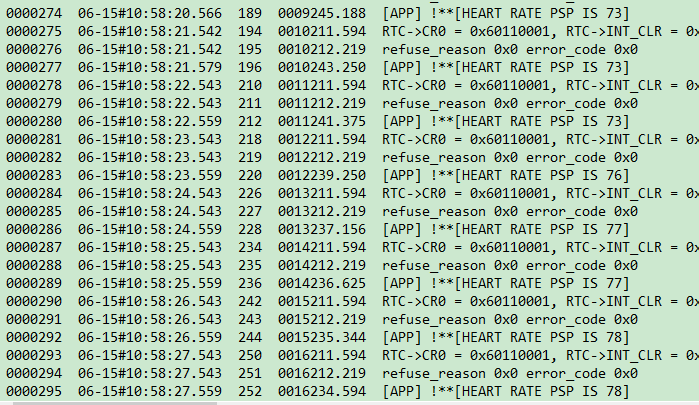 0000274 06-15#10:58:20.566 189 0009245.188 [APP] !**[HEART RATE PSP IS 73]
0000275 06-15#10:58:21.542 194 0010211.594 RTC->CR0 = 0x60110001, RTC->INT_CLR = 0x
0000276 06-15#10:58:21.542 195 0010212.219 refuse_reason 0x0 error_code 0x0
0000277 06-15#10:58:21.579 196 0010243.250 [APP] !**[HEART RATE PSP IS 73]
0000278 06-15#10:58:22.543 210 0011211.594 RTC->CR0 = 0x60110001, RTC->INT_CLR = 0x
0000279 06-15#10:58:22.543 211 0011212.219 refuse_reason 0x0 error_code 0x0
0000280 06-15#10:58:22.559 212 0011241.375 [APP] !**[HEART RATE PSP IS 73]
0000281 06-15#10:58:23.543 218 0012211.594 RTC->CR0 = 0x60110001, RTC->INT_CLR = 0x
0000282 06-15#10:58:23.543 219 0012212.219 refuse_reason 0x0 error_code 0x0
0000283 06-15#10:58:23.559 220 0012239.250 [APP] !**[HEART RATE PSP IS 76]
0000284 06-15#10:58:24.543 226 0013211.594 RTC->CR0 = 0x60110001, RTC->INT_CLR = 0x
0000285 06-15#10:58:24.543 227 0013212.219 refuse_reason 0x0 error_code 0x0
0000286 06-15#10:58:24.559 228 0013237.156 [APP] !**[HEART RATE PSP IS 77]
0000287 06-15#10:58:25.543 234 0014211.594 RTC->CR0 = 0x60110001, RTC->INT_CLR = 0x
0000288 06-15#10:58:25.543 235 0014212.219 refuse_reason 0x0 error_code 0x0
0000289 06-15#10:58:25.559 236 0014236.625 [APP] !**[HEART RATE PSP IS 77]
0000290 06-15#10:58:26.543 242 0015211.594 RTC->CR0 = 0x60110001, RTC->INT_CLR = 0x
0000291 06-15#10:58:26.543 243 0015212.219 refuse_reason 0x0 error_code 0x0
0000292 06-15#10:58:26.559 244 0015235.344 [APP] !**[HEART RATE PSP IS 78]
0000293 06-15#10:58:27.543 250 0016211.594 RTC->CR0 = 0x60110001, RTC->INT_CLR = 0x
0000294 06-15#10:58:27.543 251 0016212.219 refuse_reason 0x0 error_code 0x0
0000295 06-15#10:58:27.559 252 0016234.594 [APP] !**[HEART RATE PSP IS 78]